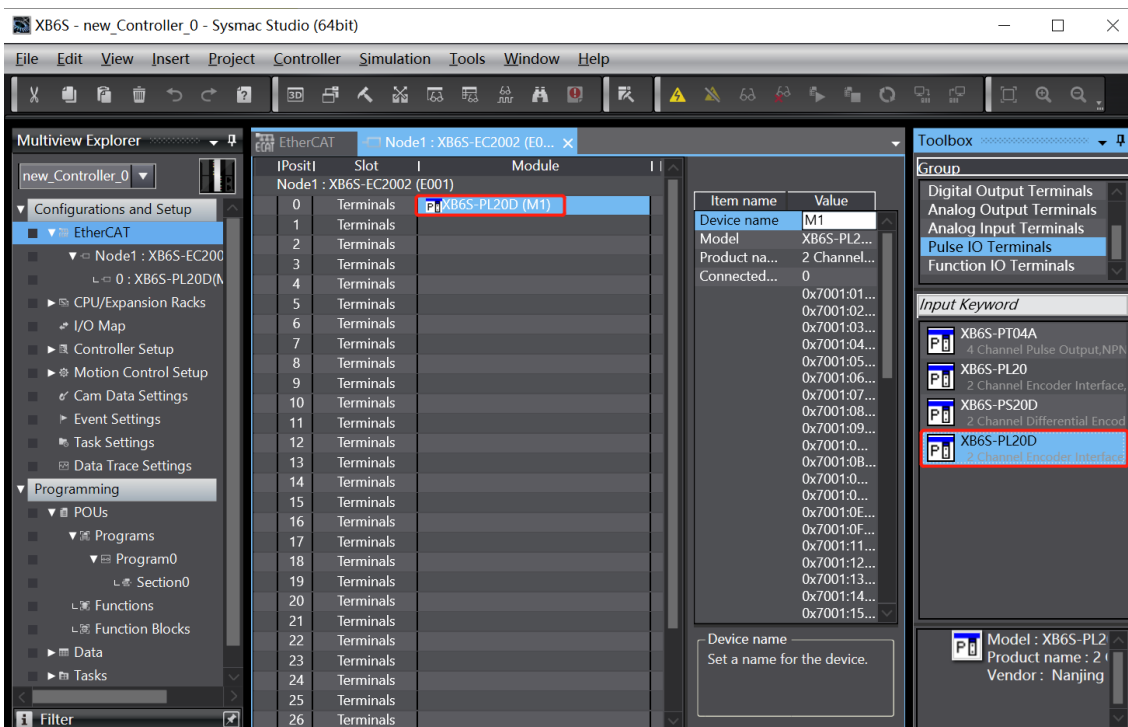 XB6S - new_Controller_0 - Sysmac Studio (64bit)
File Edit View Insert Project Controller Simulation Tools Window Help
Multiview Explorer
new_Controller_0
Configurations and Setup
EtherCAT
Node1 : XB6S-EC200
0 : XB6S-PL20D(M
CPU/Expansion Racks
I/O Map
Controller Setup
Motion Control Setup
Cam Data Settings
Event Settings
Task Settings
Data Trace Settings
Programming
POUs
Programs
Program0
Section0
Functions
Function Blocks
Data
Tasks
Filter
EtherCAT Node1 : XB6S-EC2002 (E0...
|Posit| Slot | Module | |
Node1 : XB6S-EC2002 (E001)
0 Terminals XB6S-PL20D (M1)
1 Terminals
2 Terminals
3 Terminals
4 Terminals
5 Terminals
6 Terminals
7 Terminals
8 Terminals
9 Terminals
10 Terminals
11 Terminals
12 Terminals
13 Terminals
14 Terminals
15 Terminals
16 Terminals
17 Terminals
18 Terminals
19 Terminals
20 Terminals
21 Terminals
22 Terminals
23 Terminals
24 Terminals
25 Terminals
26 Terminals
Item name Value
Device name M1
Model XB6S-PL2...
Product na... 2 Channel...
Connected... 0
0x7001:01...
0x7001:02...
0x7001:03...
0x7001:04...
0x7001:05...
0x7001:06...
0x7001:07...
0x7001:08...
0x7001:09...
0x7001:0...
0x7001:0B...
0x7001:0...
0x7001:0...
0x7001:0E...
0x7001:0F...
0x7001:11...
0x7001:12...
0x7001:13...
0x7001:14...
0x7001:15...
Device name
Set a name for the device.
Toolbox
Group
Digital Output Terminals
Analog Output Terminals
Analog Input Terminals
Pulse IO Terminals
Function IO Terminals
Input Keyword
XB6S-PT04A
4 Channel Pulse Output,NPN
XB6S-PL20
2 Channel Encoder Interface,
XB6S-PS20D
2 Channel Differential Encod
XB6S-PL20D
2 Channel Encoder Interface,
Model : XB6S-PL2
Product name : 2
Vendor : Nanjing